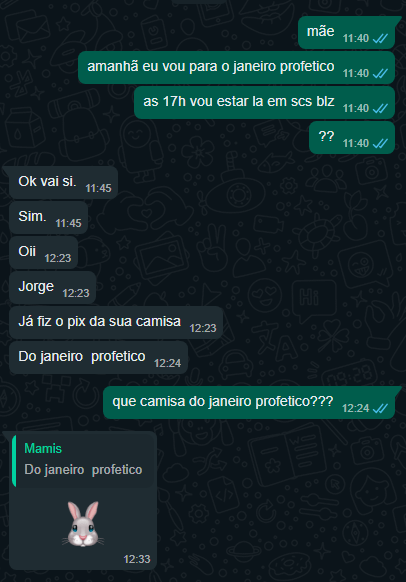 mãe 11:40
amanhã eu vou para o janeiro profetico 11:40
as 17h vou estar la em scs blz 11:40
?? 11:40
Ok vai si. 11:45
Sim. 11:45
Oii 12:23
Jorge 12:23
Já fiz o pix da sua camisa 12:23
Do janeiro profetico 12:24
que camisa do janeiro profetico??? 12:24
Mamis
Do janeiro profetico
12:33